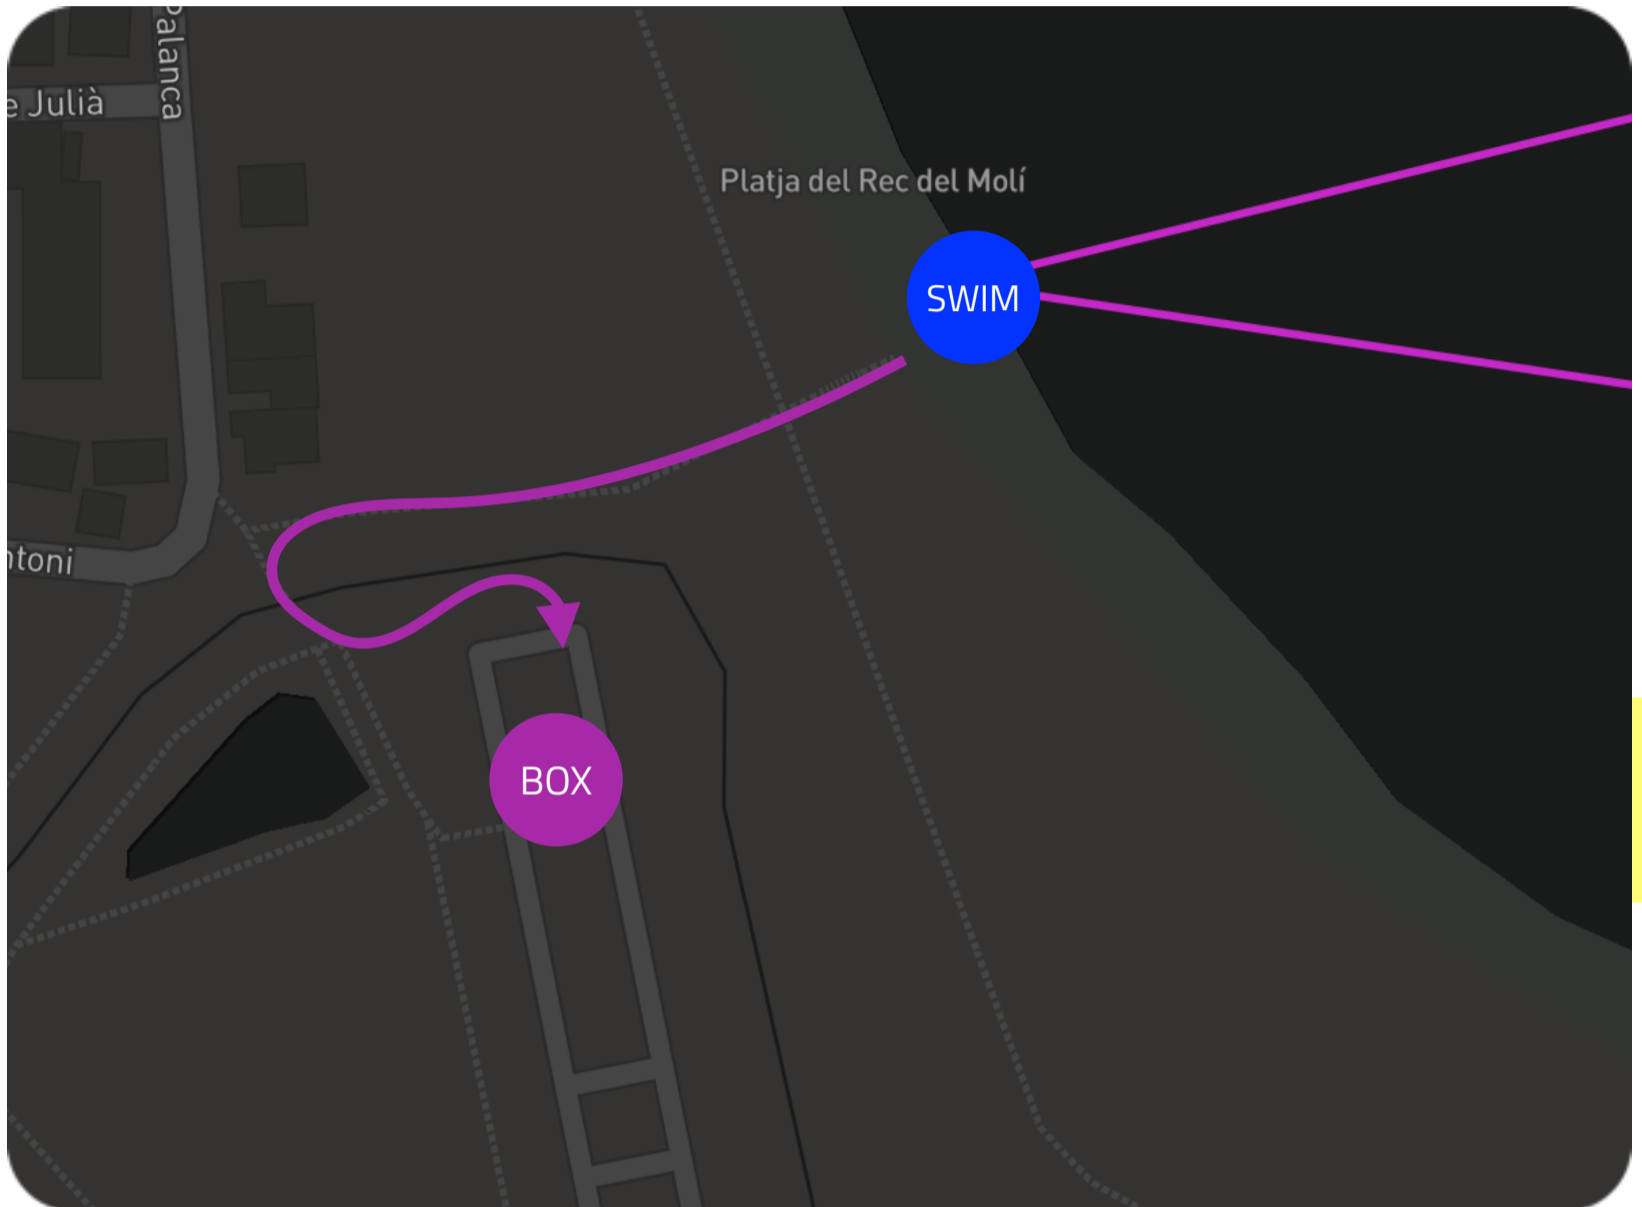 Palanca
e Julià
Platja del Rec del Molí
SWIM
ntoni
BOX